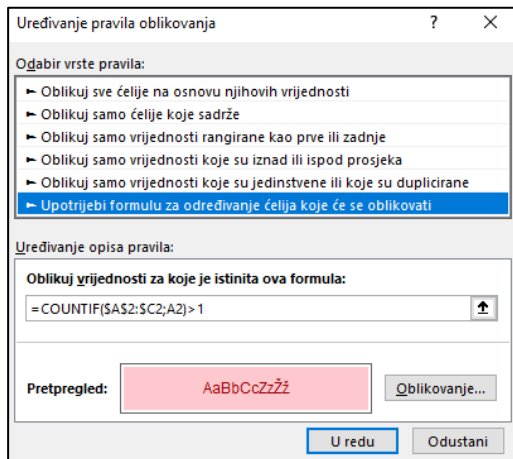 Uređivanje pravila oblikovanja ? ×
Odabir vrste pravila:
► Oblikuj sve ćelije na osnovu njihovih vrijednosti
► Oblikuj samo ćelije koje sadrže
► Oblikuj samo vrijednosti rangirane kao prve ili zadnje
► Oblikuj samo vrijednosti koje su iznad ili ispod prosjeka
► Oblikuj samo vrijednosti koje su jedinstvene ili koje su duplicirane
► Upotrijebi formulu za određivanje ćelija koje će se oblikovati
Uređivanje opisa pravila:
Oblikuj vrijednosti za koje je istinita ova formula:
=COUNTIF($A$2:$C2;A2)>1
Pretpregled: AaBbCcZzŽž Oblikovanje...
U redu Odustani